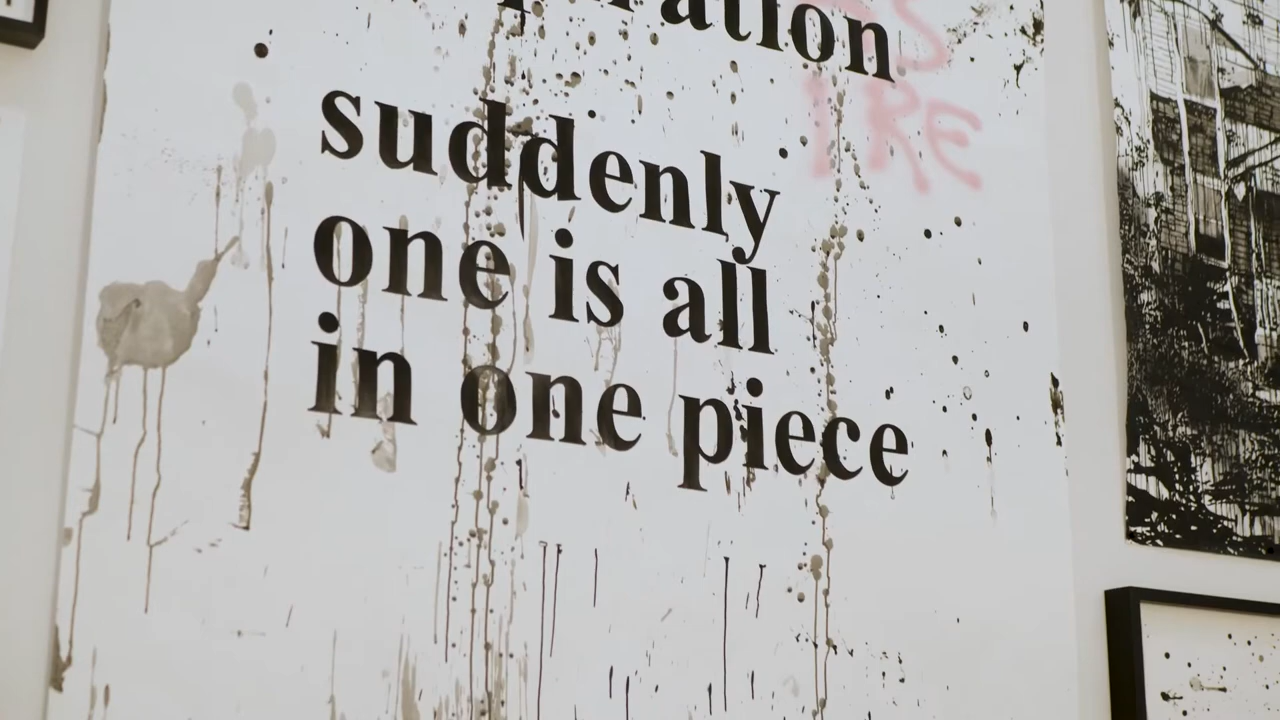 suddenly
one is all
in one piece